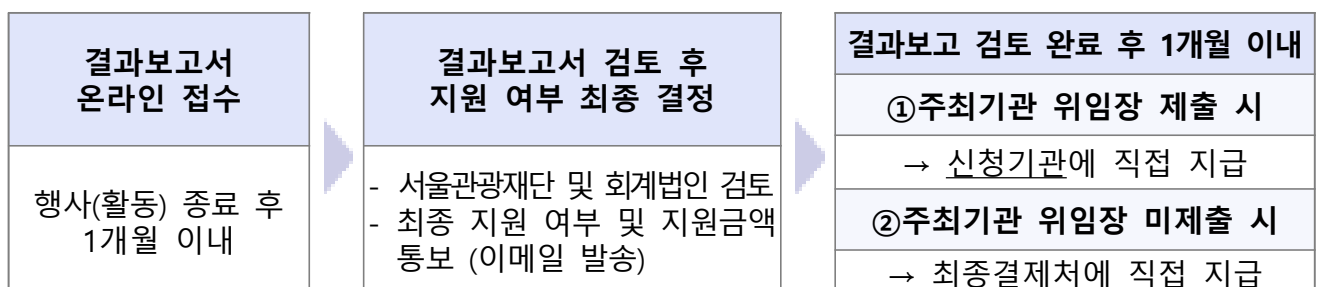 결과보고서
온라인 접수
행사(활동) 종료 후
1개월 이내
결과보고서 검토 후
지원 여부 최종 결정
- 서울관광재단 및 회계법인 검토
- 최종 지원 여부 및 지원금액
통보 (이메일 발송)
결과보고 검토 완료 후 1개월 이내
①주최기관 위임장 제출 시
→ 신청기관에 직접 지급
②주최기관 위임장 미제출 시
→ 최종결제처에 직접 지급